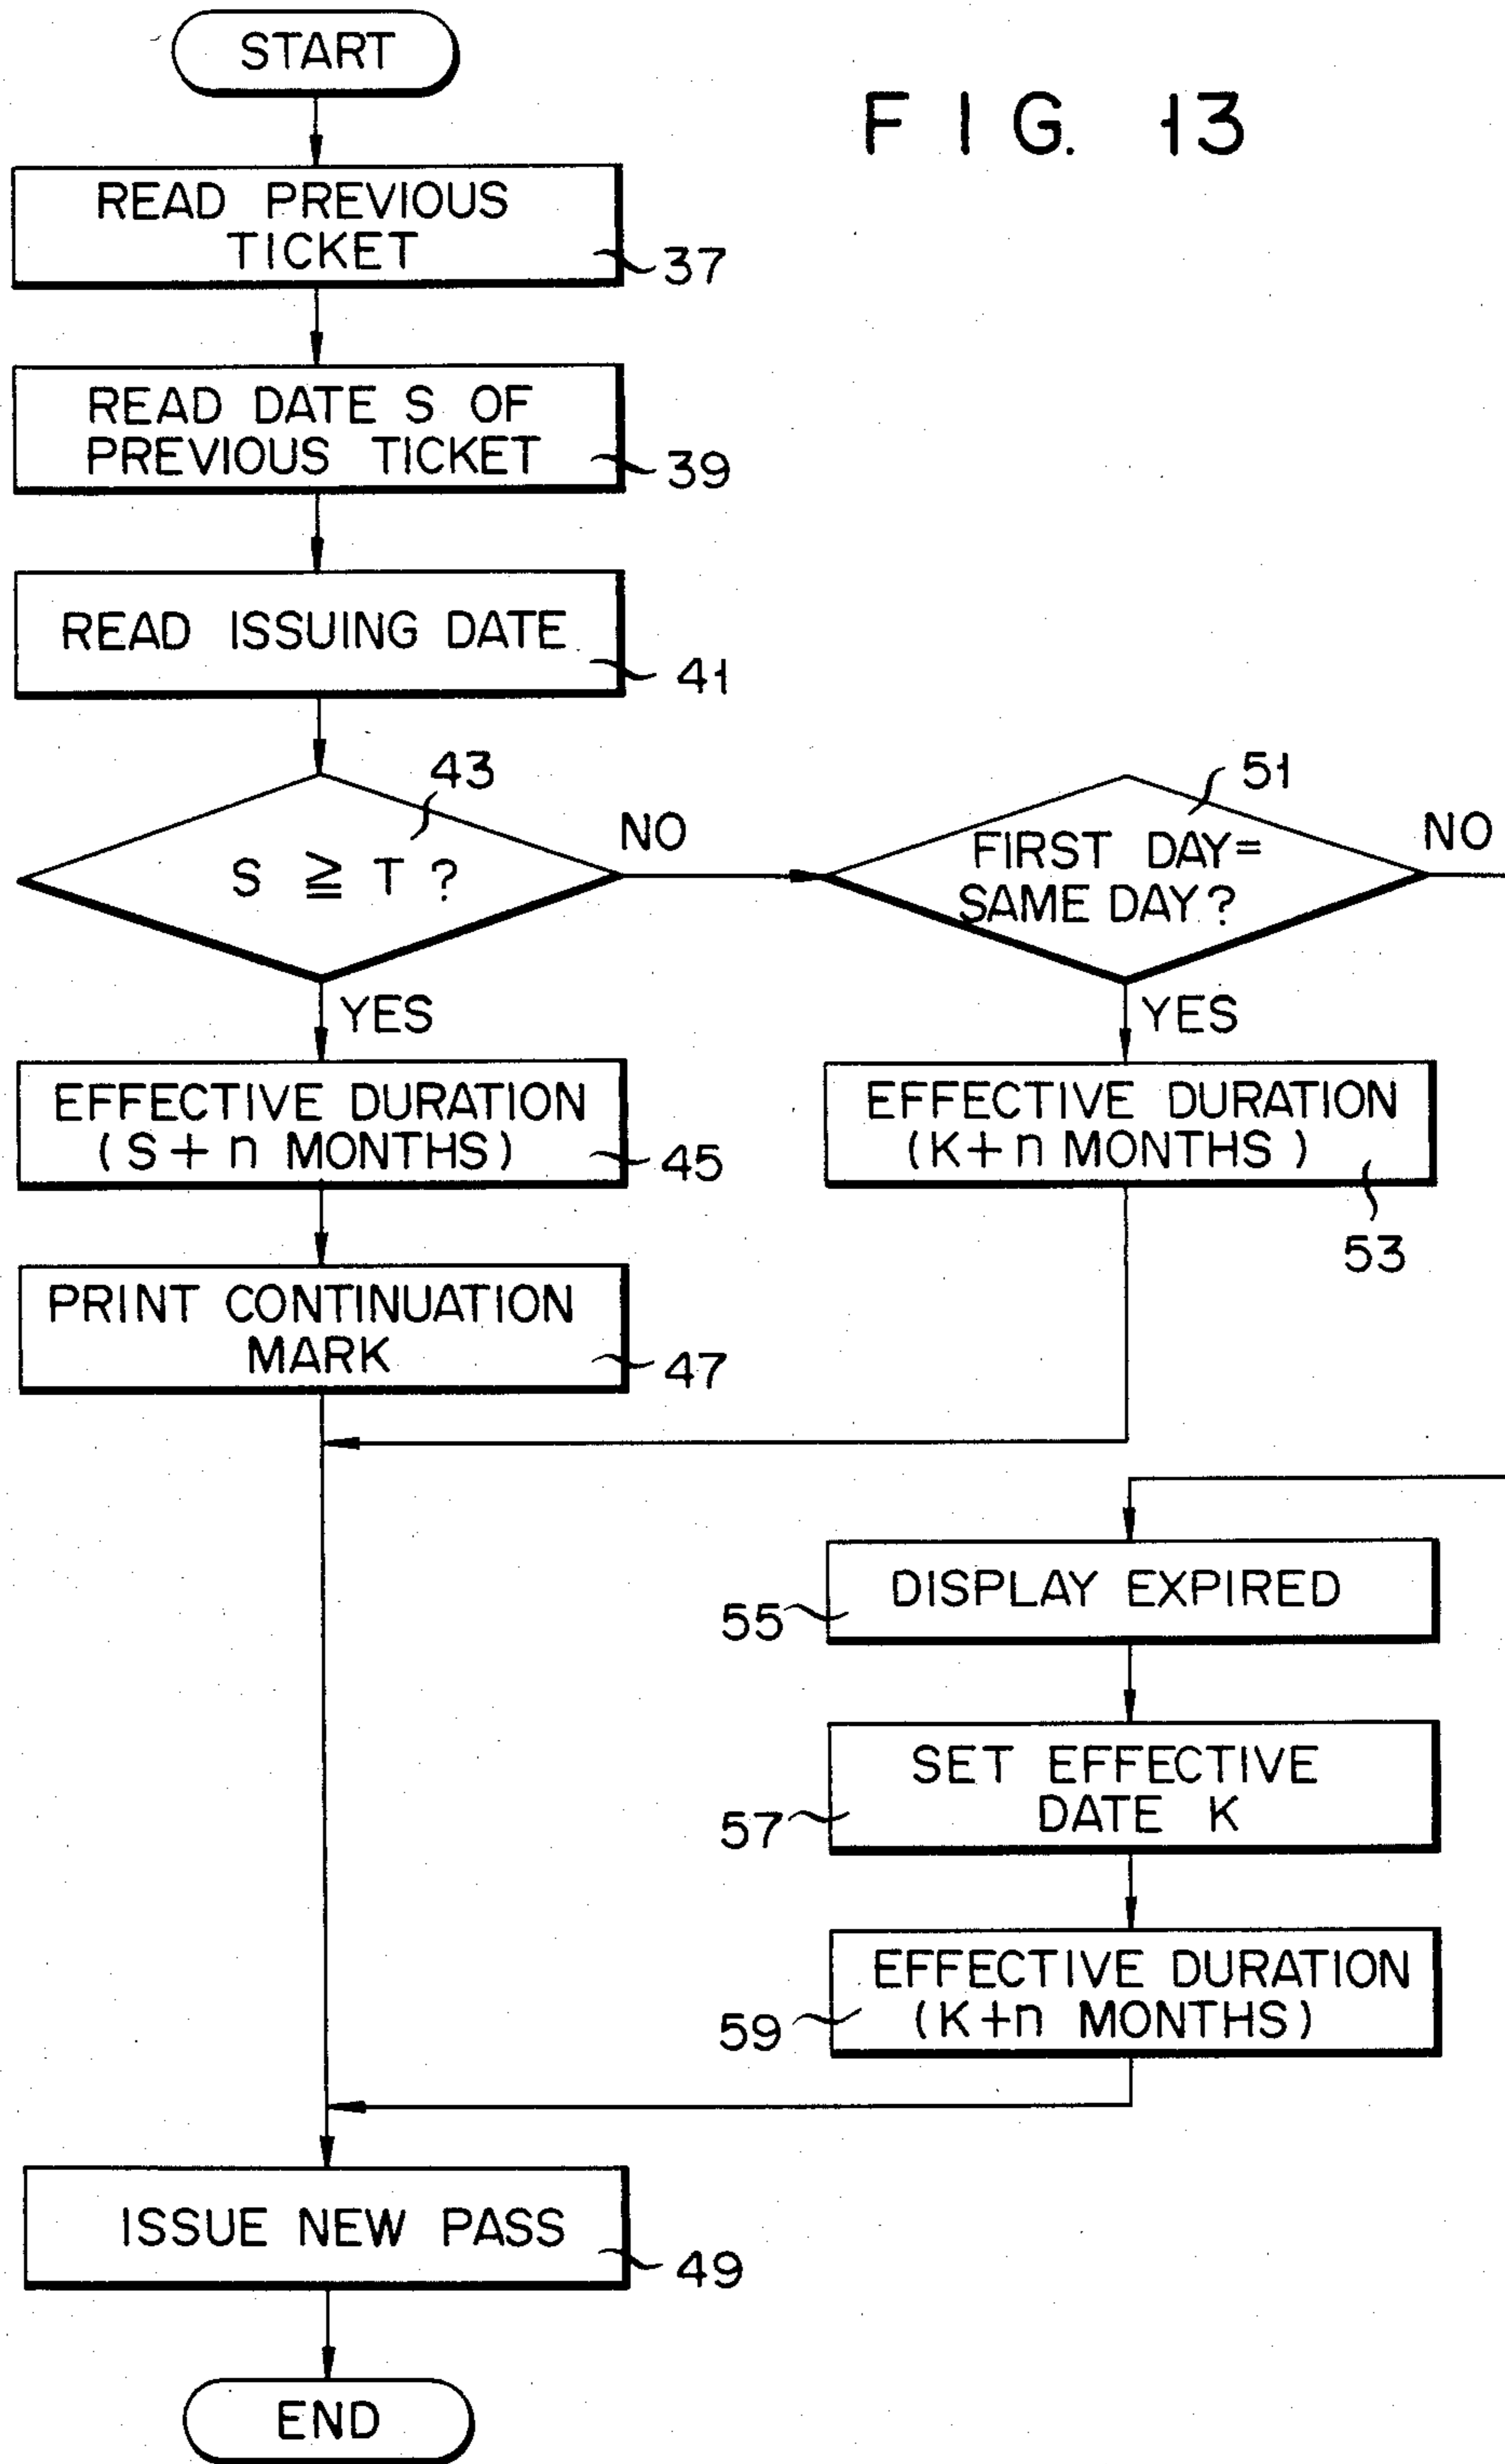 START
FIG. 13
READ PREVIOUS
TICKET
37
READ DATE S OF
PREVIOUS TICKET
39
READ ISSUING DATE
41
43
S ≧ T ?
NO
YES
51
FIRST DAY=
SAME DAY?
NO
YES
EFFECTIVE DURATION
(S+n MONTHS)
45
EFFECTIVE DURATION
(K+n MONTHS)
53
PRINT CONTINUATION
MARK
47
DISPLAY EXPIRED
55
SET EFFECTIVE
DATE K
57
EFFECTIVE DURATION
(K+n MONTHS)
59
ISSUE NEW PASS
49
END